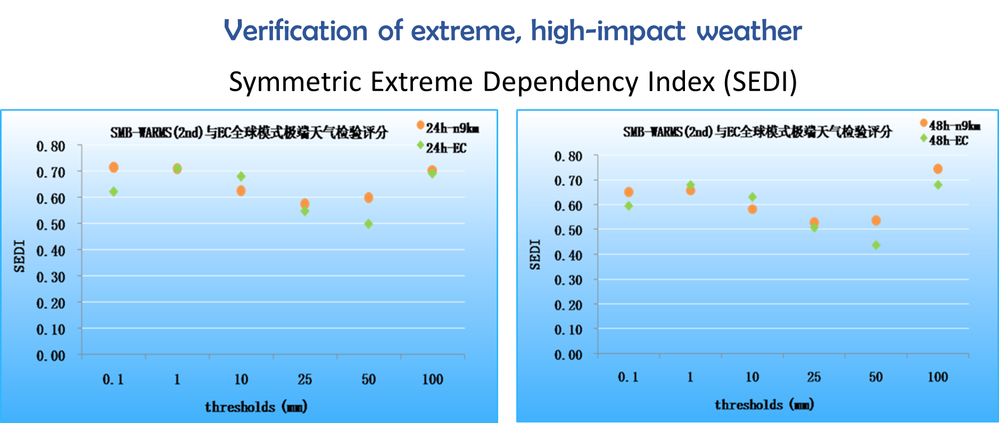 Verification of extreme, high-impact weather
Symmetric Extreme Dependency Index (SEDI)
SMB-WARMS(2nd)与EC全球模式极端天气检验评分
24h-n9km
24h-EC
0.80
0.70
0.60
0.50
0.40
0.30
0.20
0.10
0.00
SEDI
0.1 1 10 25 50 100
thresholds (mm)
SMB-WARMS(2nd)与EC全球模式极端天气检验评分
48h-n9km
48h-EC
0.80
0.70
0.60
0.50
0.40
0.30
0.20
0.10
0.00
SEDI
0.1 1 10 25 50 100
thresholds (mm)